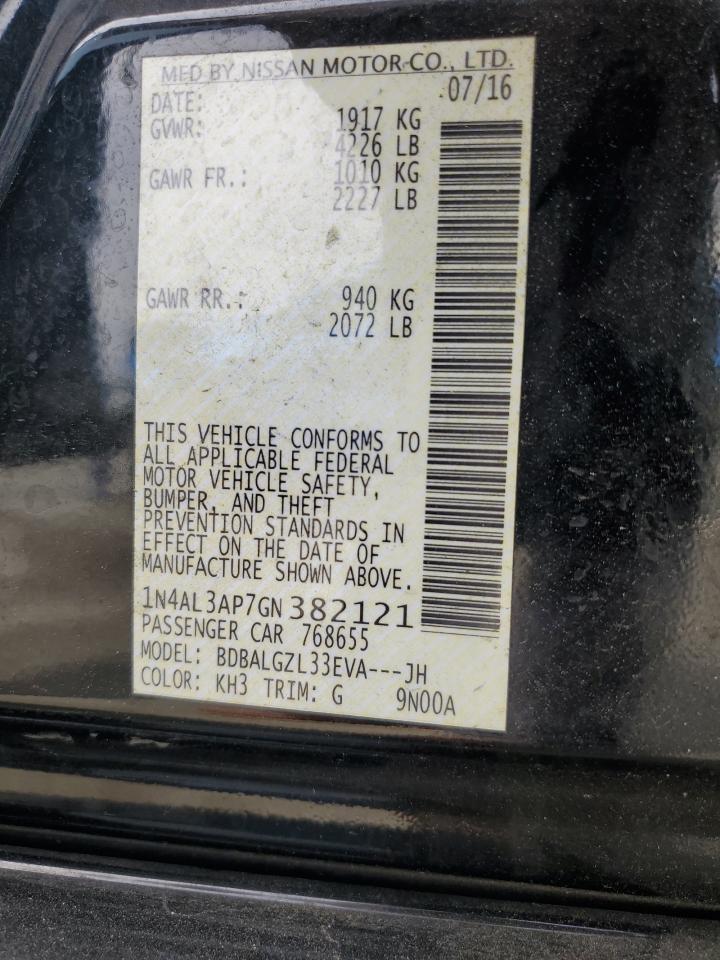 MFD BY NISSAN MOTOR CO., LTD.
DATE: 07/16
GVWR: 1917 KG
4226 LB
GAWR FR.: 1010 KG
2227 LB
GAWR RR.: 940 KG
2072 LB
THIS VEHICLE CONFORMS TO
ALL APPLICABLE FEDERAL
MOTOR VEHICLE SAFETY,
BUMPER, AND THEFT
PREVENTION STANDARDS IN
EFFECT ON THE DATE OF
MANUFACTURE SHOWN ABOVE.
1N4AL3AP7GN 382121
PASSENGER CAR 768655
MODEL: BDBALGZL33EVA---JH
COLOR: KH3 TRIM: G 9N00A